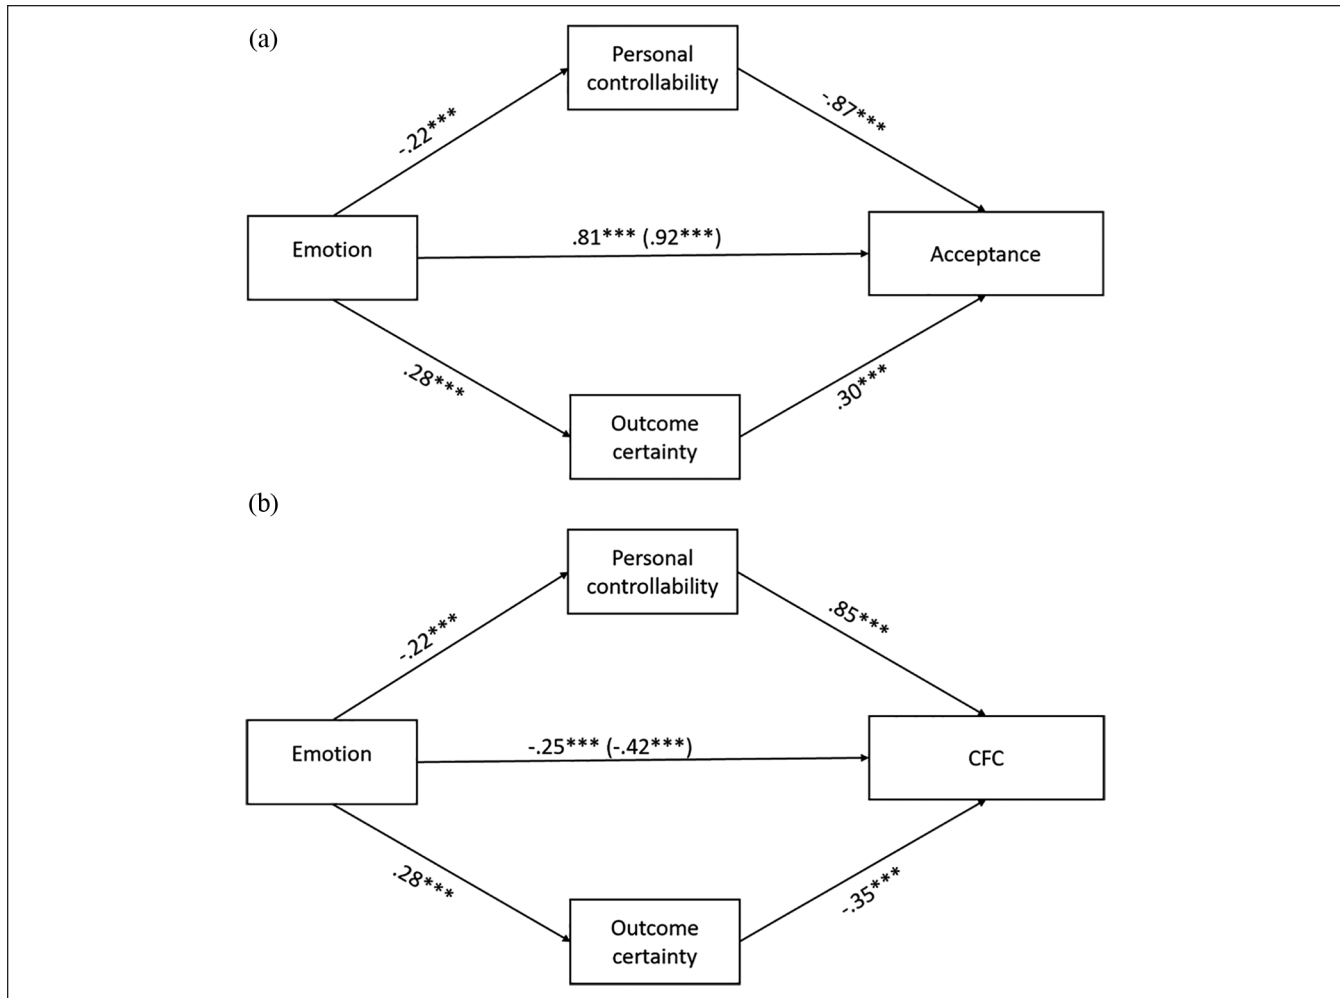 (a)
Personal
controllability
-.22***
-.87***
Emotion
.81*** (.92***)
Acceptance
.28***
.30***
Outcome
certainty
(b)
Personal
controllability
-.22***
.85***
Emotion
-.25*** (-.42***)
CFC
.28***
-.35***
Outcome
certainty